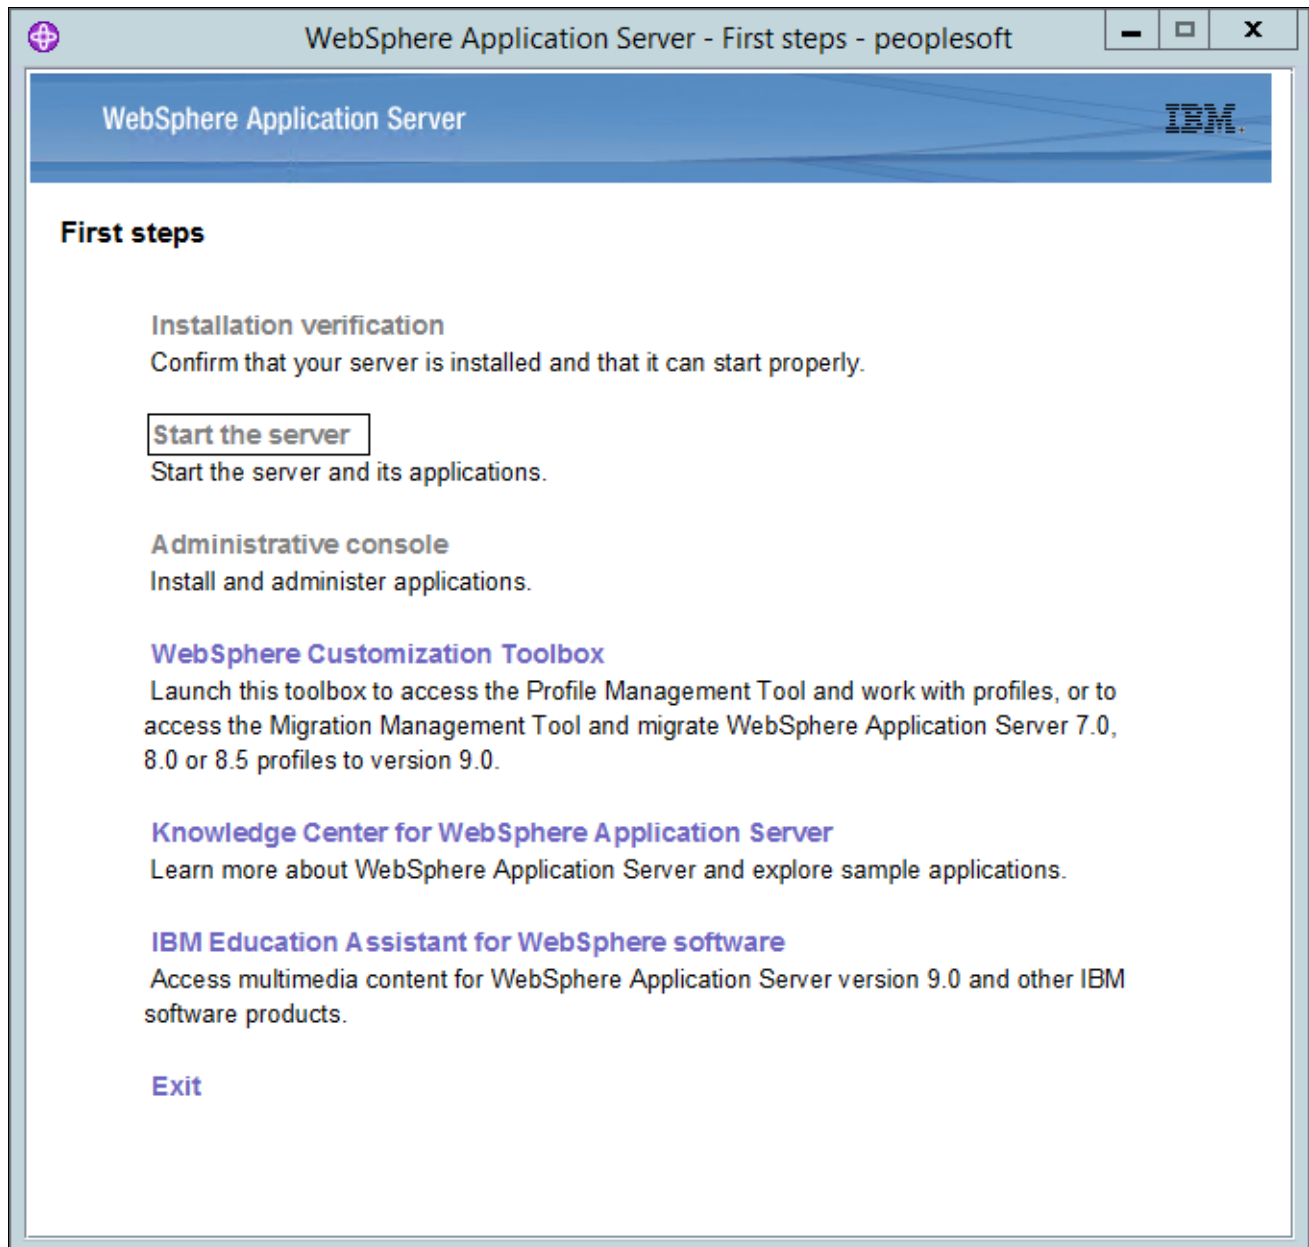 WebSphere Application Server - First steps - peoplesoft
WebSphere Application Server
IBM.
First steps
Installation verification
Confirm that your server is installed and that it can start properly.
Start the server
Start the server and its applications.
Administrative console
Install and administer applications.
WebSphere Customization Toolbox
Launch this toolbox to access the Profile Management Tool and work with profiles, or to
access the Migration Management Tool and migrate WebSphere Application Server 7.0,
8.0 or 8.5 profiles to version 9.0.
Knowledge Center for WebSphere Application Server
Learn more about WebSphere Application Server and explore sample applications.
IBM Education Assistant for WebSphere software
Access multimedia content for WebSphere Application Server version 9.0 and other IBM
software products.
Exit